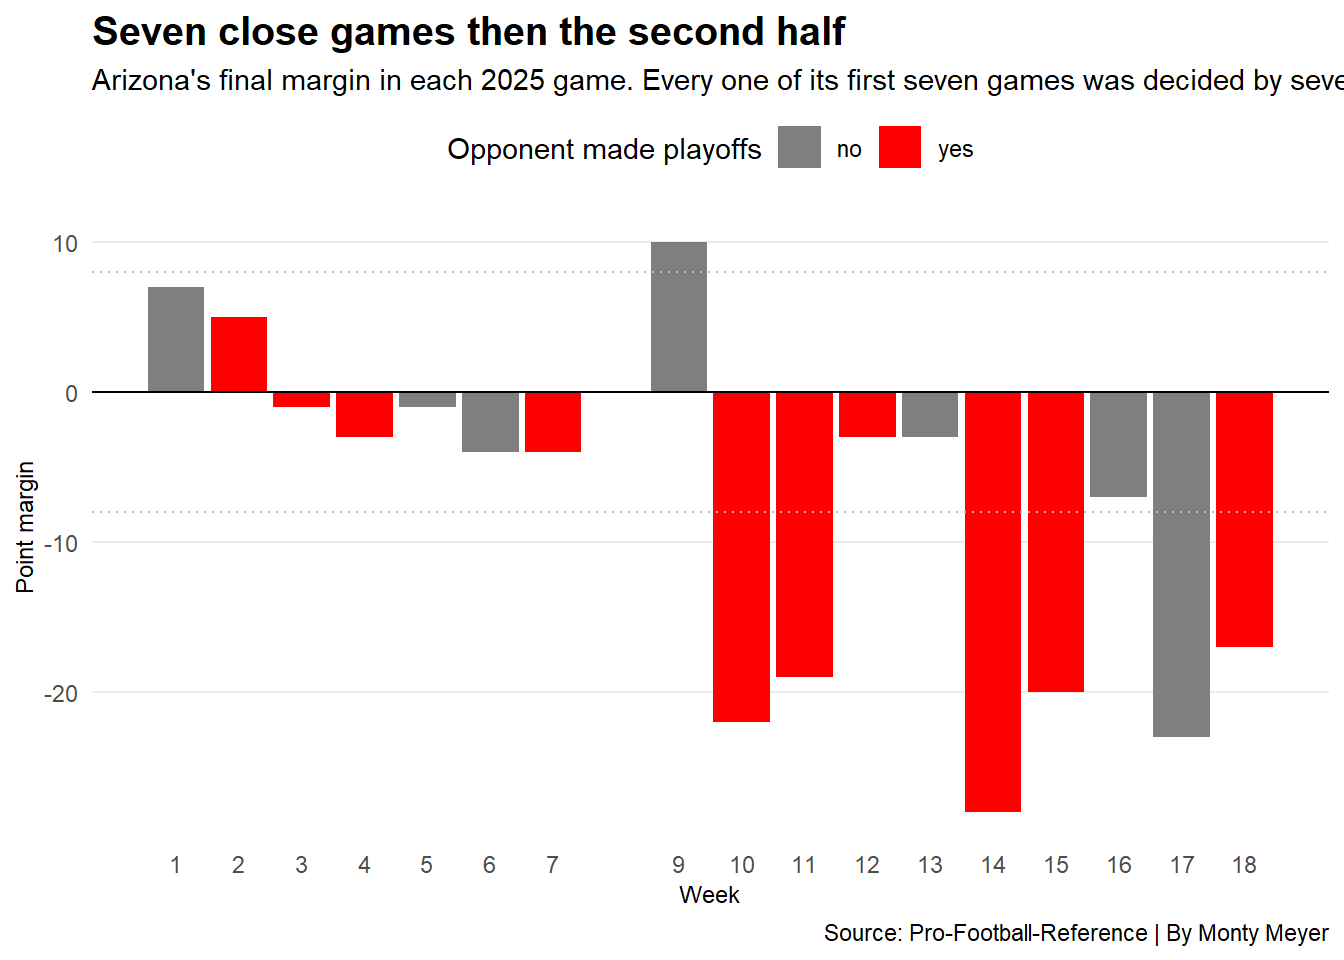 Seven close games then the second half
Arizona's final margin in each 2025 game. Every one of its first seven games was decided by seve
Opponent made playoffs no yes
10
0
-10
-20
Point margin
1 2 3 4 5 6 7 9 10 11 12 13 14 15 16 17 18
Week
Source: Pro-Football-Reference | By Monty Meyer